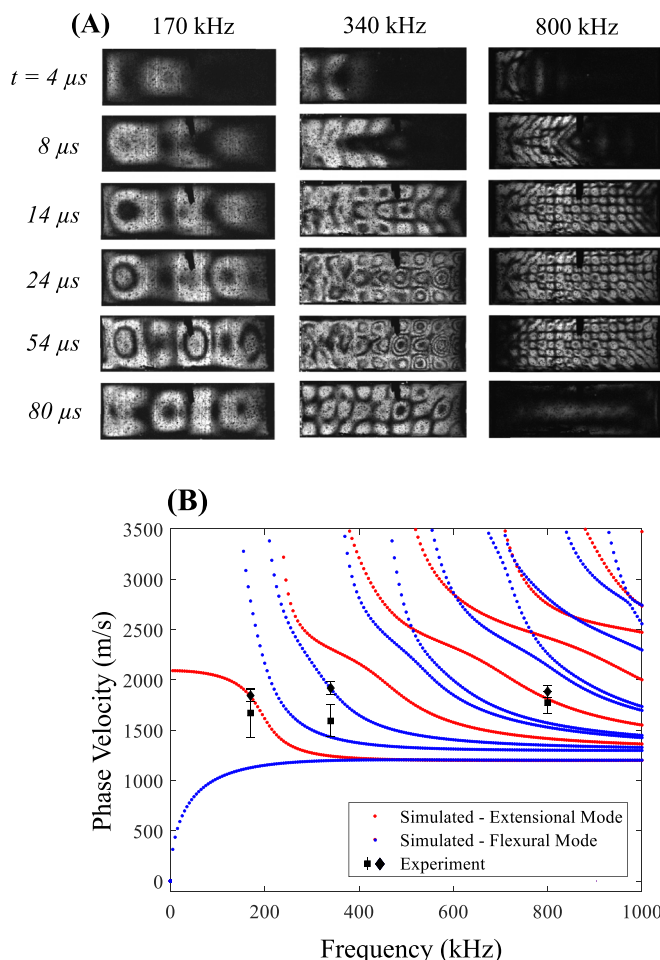 (A)
170 kHz 340 kHz 800 kHz
t = 4 µs
8 µs
14 µs
24 µs
54 µs
80 µs
(B)
3500
3000
2500
2000
1500
1000
500
0
Phase Velocity (m/s)
Simulated - Extensional Mode
Simulated - Flexural Mode
Experiment
0 200 400 600 800 1000
Frequency (kHz)